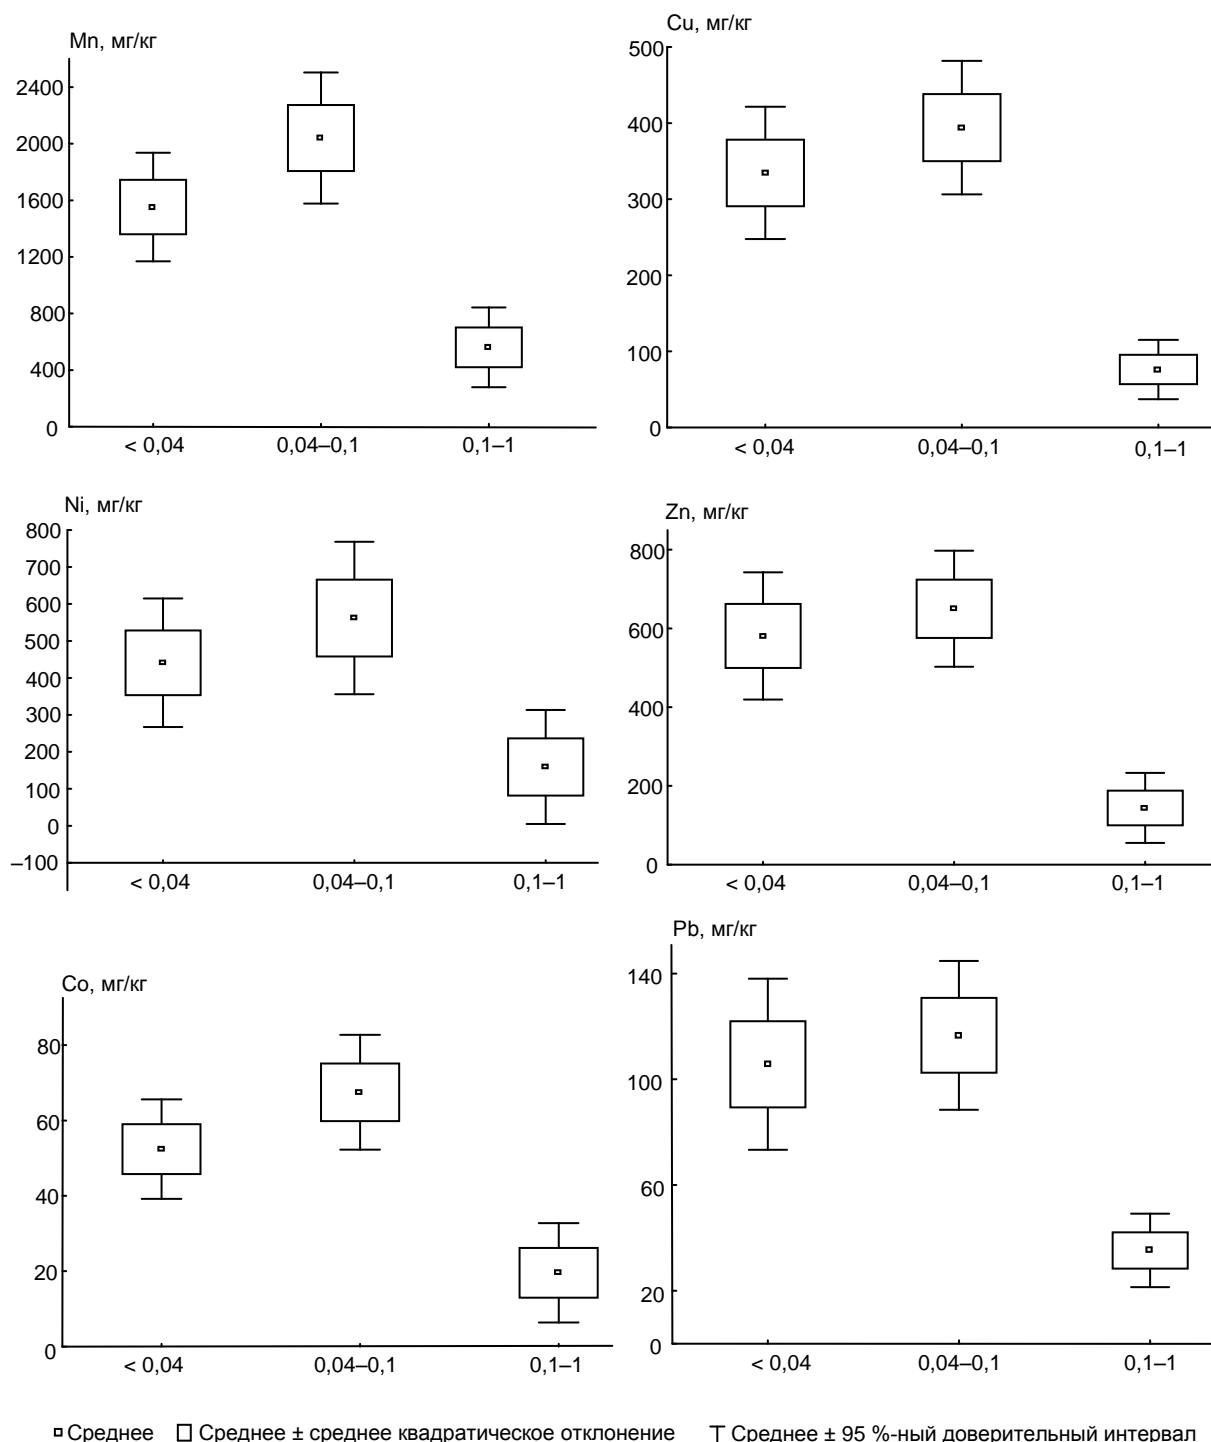 Mn, мг/кг
2400
2000
1600
1200
800
400
0
< 0,04 0,04–0,1 0,1–1
Cu, мг/кг
500
400
300
200
100
0
< 0,04 0,04–0,1 0,1–1
Ni, мг/кг
800
700
600
500
400
300
200
100
0
–100
< 0,04 0,04–0,1 0,1–1
Zn, мг/кг
800
600
400
200
0
< 0,04 0,04–0,1 0,1–1
Co, мг/кг
80
60
40
20
0
< 0,04 0,04–0,1 0,1–1
Pb, мг/кг
140
100
60
20
0
< 0,04 0,04–0,1 0,1–1
Среднее Среднее ± среднее квадратическое отклонение Среднее ± 95 %-ный доверительный интервал